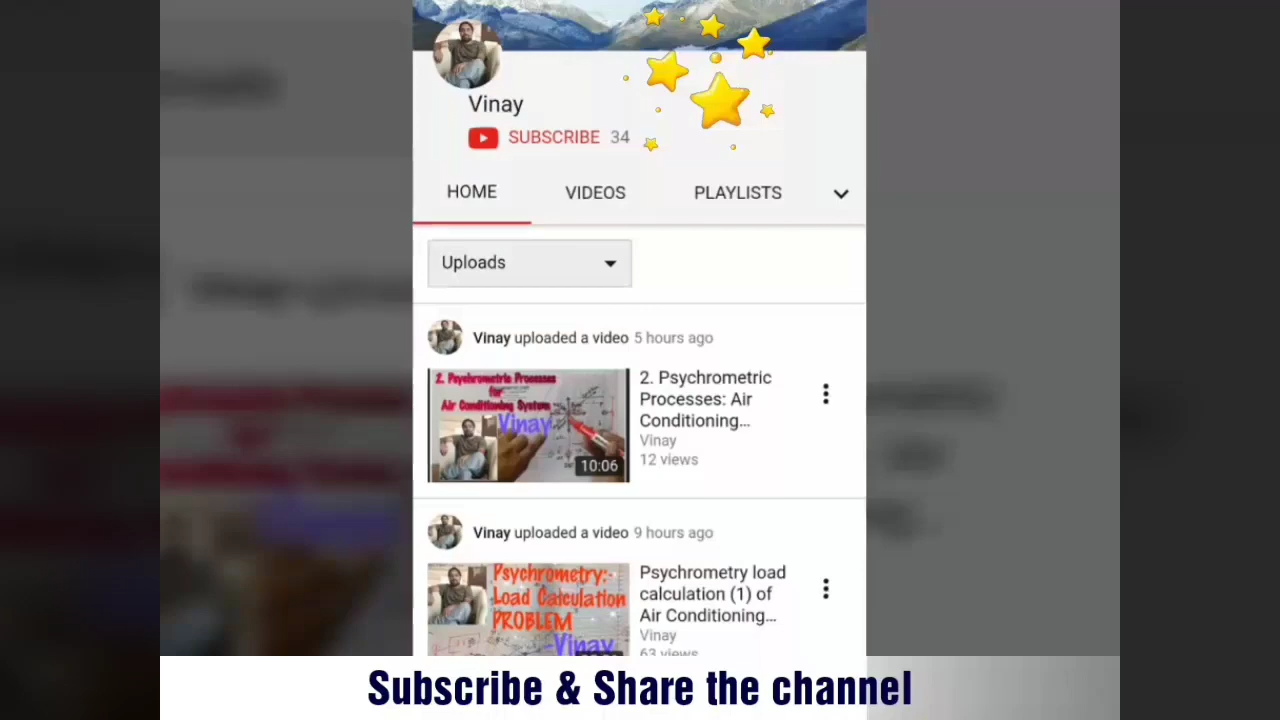 Vinay
SUBSCRIBE 34
HOME VIDEOS PLAYLISTS
Uploads
Vinay uploaded a video 5 hours ago
2. Psychrometric Processes
for
Air Conditioning System
Vinay
10:06
2. Psychrometric
Processes: Air
Conditioning...
Vinay
12 views
Vinay uploaded a video 9 hours ago
Psychrometry:
Load Calculation
PROBLEM
-Vinay
Psychrometry load
calculation (1) of
Air Conditioning...
Vinay
63 views
Subscribe & Share the channel